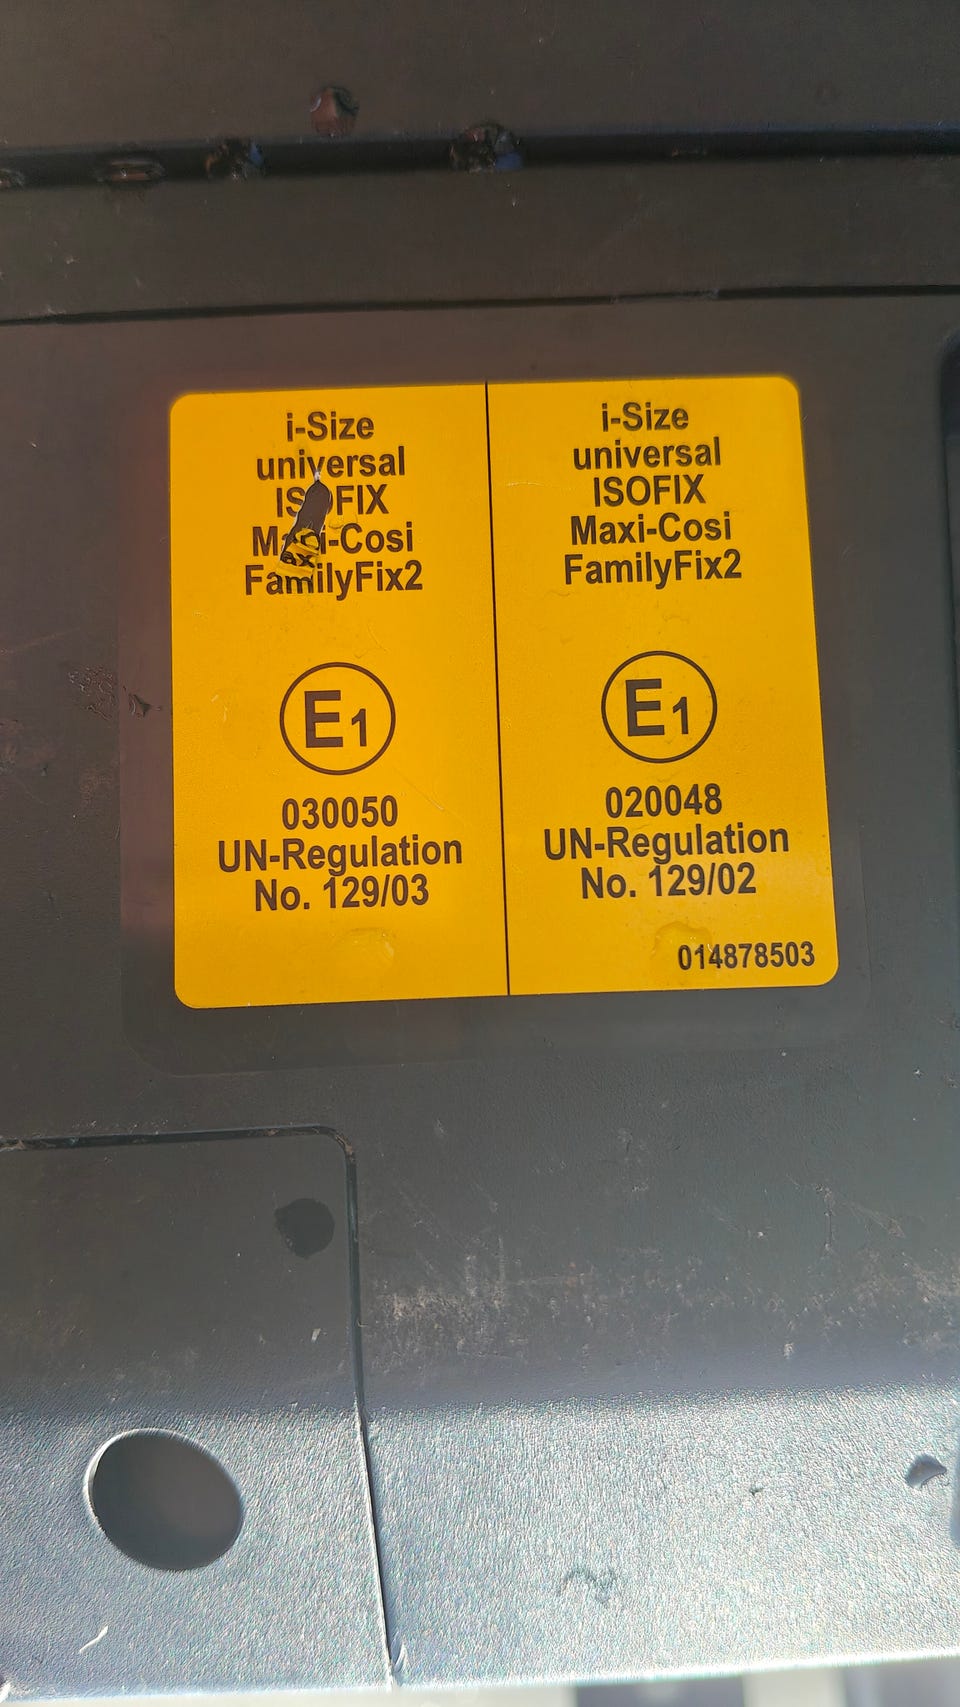 i-Size
universal
ISOFIX
Maxi-Cosi
FamilyFix2
E1
030050
UN-Regulation
No. 129/03
i-Size
universal
ISOFIX
Maxi-Cosi
FamilyFix2
E1
020048
UN-Regulation
No. 129/02
014878503